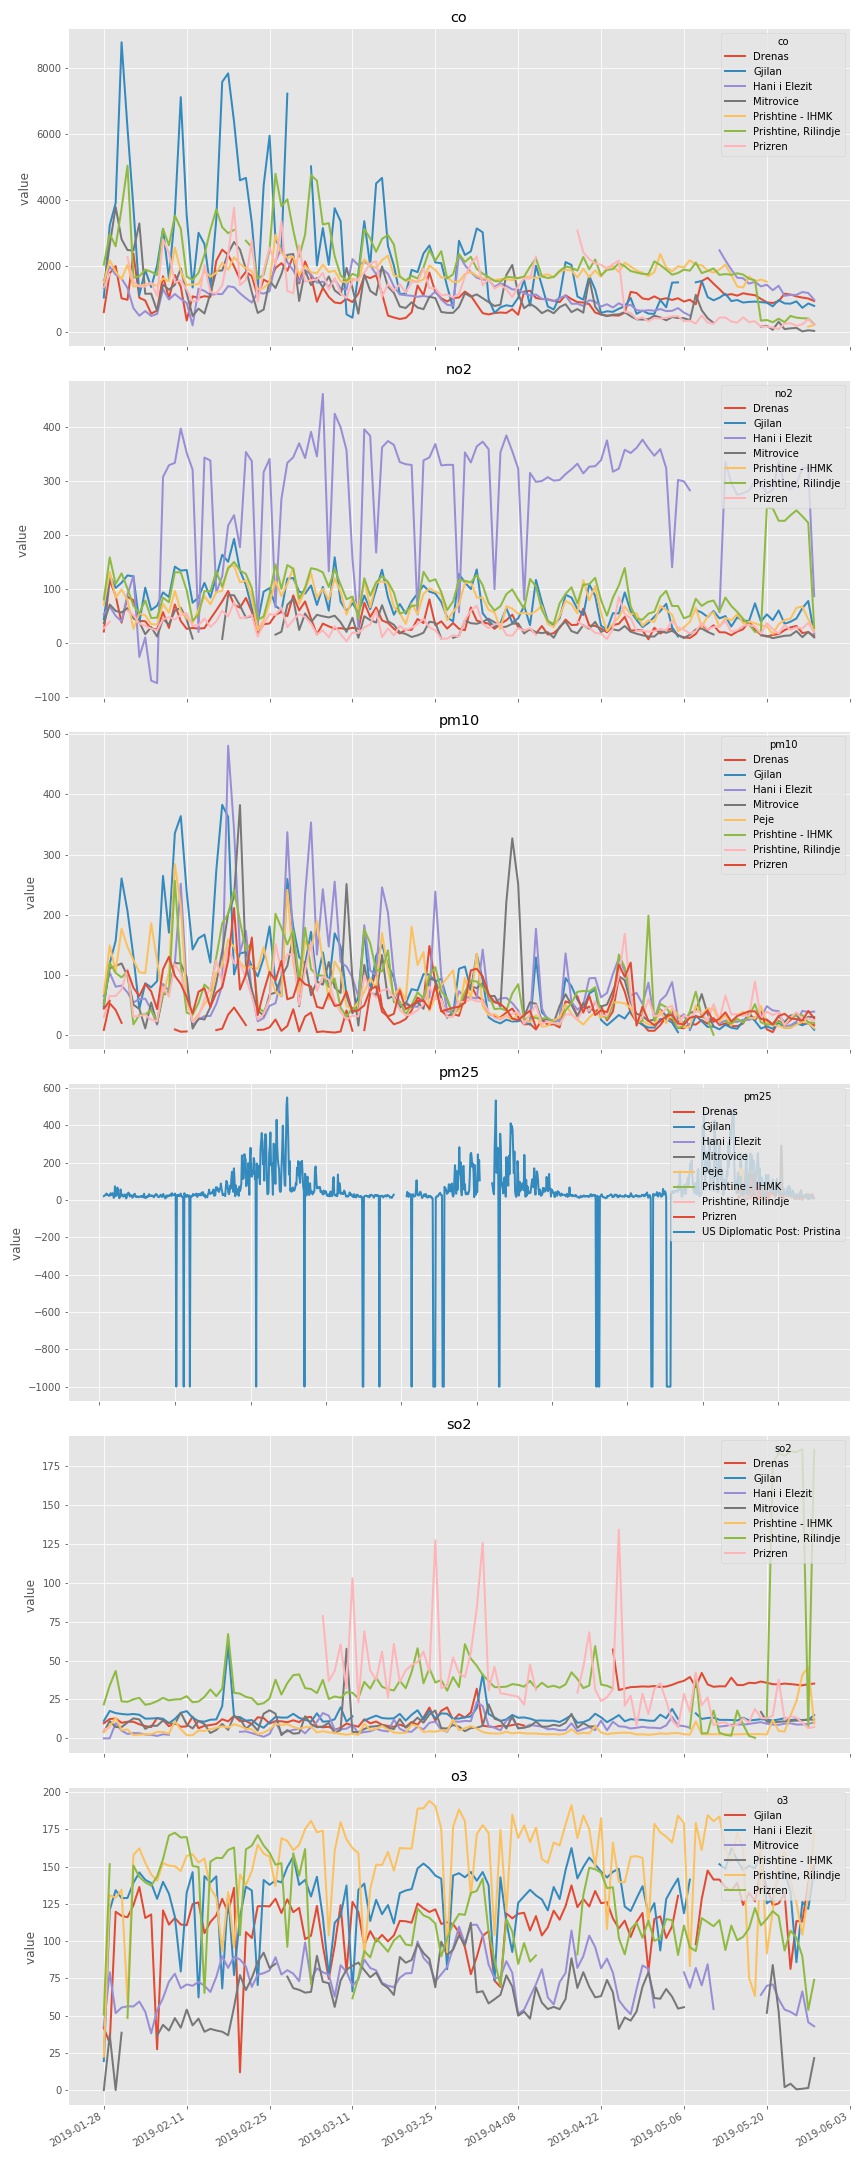 co
8000
6000
4000
2000
0
value
co
Drenas
Gjilan
Hani i Elezit
Mitrovice
Prishtine - IHMK
Prishtine, Rilindje
Prizren
no2
400
300
200
100
0
−100
value
no2
Drenas
Gjilan
Hani i Elezit
Mitrovice
Prishtine - IHMK
Prishtine, Rilindje
Prizren
pm10
500
400
300
200
100
0
value
pm10
Drenas
Gjilan
Hani i Elezit
Mitrovice
Peje
Prishtine - IHMK
Prishtine, Rilindje
Prizren
pm25
600
400
200
0
−200
−400
−600
−800
−1000
value
pm25
Drenas
Gjilan
Hani i Elezit
Mitrovice
Peje
Prishtine - IHMK
Prishtine, Rilindje
Prizren
US Diplomatic Post: Pristina
so2
175
150
125
100
75
50
25
0
value
so2
Drenas
Gjilan
Hani i Elezit
Mitrovice
Prishtine - IHMK
Prishtine, Rilindje
Prizren
o3
200
175
150
125
100
75
50
25
0
value
o3
Gjilan
Hani i Elezit
Mitrovice
Prishtine - IHMK
Prishtine, Rilindje
Prizren
2019-01-28
2019-02-11
2019-02-25
2019-03-11
2019-03-25
2019-04-08
2019-04-22
2019-05-06
2019-05-20
2019-06-03